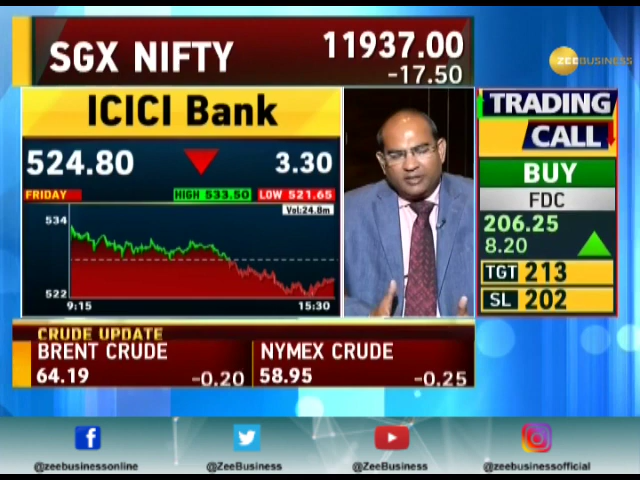 SGX NIFTY
11937.00
-17.50
ZEEBUSINESS
ICICI Bank
524.80
3.30
FRIDAY
HIGH 533.50
LOW 521.65
Vol:24.8m
534
522
9:15
15:30
TRADING
CALL
BUY
FDC
206.25
8.20
TGT 213
SL 202
CRUDE UPDATE
BRENT CRUDE
64.19
-0.20
NYMEX CRUDE
58.95
-0.25
@zeebusinessonline
@ZeeBusiness
@ZeeBusiness
@zeebusinessofficial